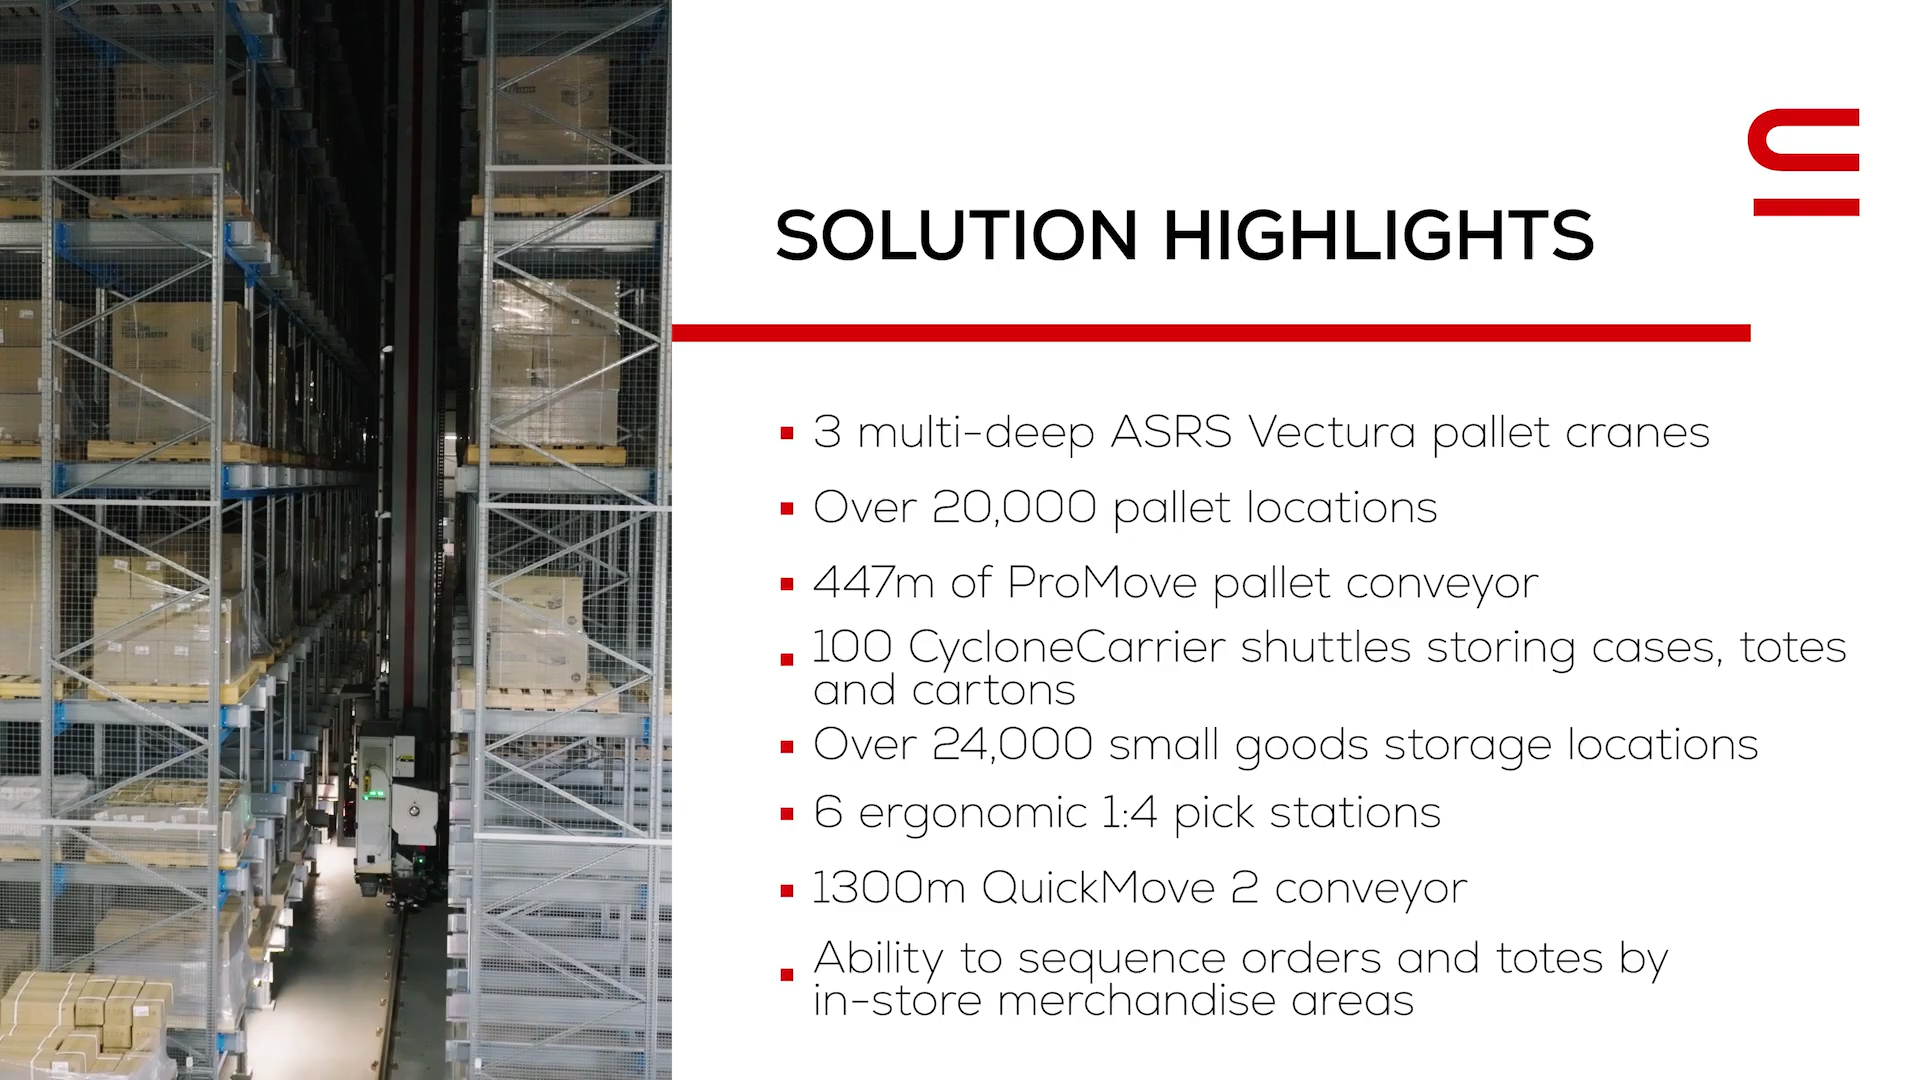 SOLUTION HIGHLIGHTS
3 multi-deep ASRS Vectura pallet cranes
Over 20,000 pallet locations
447m of ProMove pallet conveyor
100 CycloneCarrier shuttles storing cases, totes
and cartons
Over 24,000 small goods storage locations
6 ergonomic 1:4 pick stations
1300m QuickMove 2 conveyor
Ability to sequence orders and totes by
in-store merchandise areas